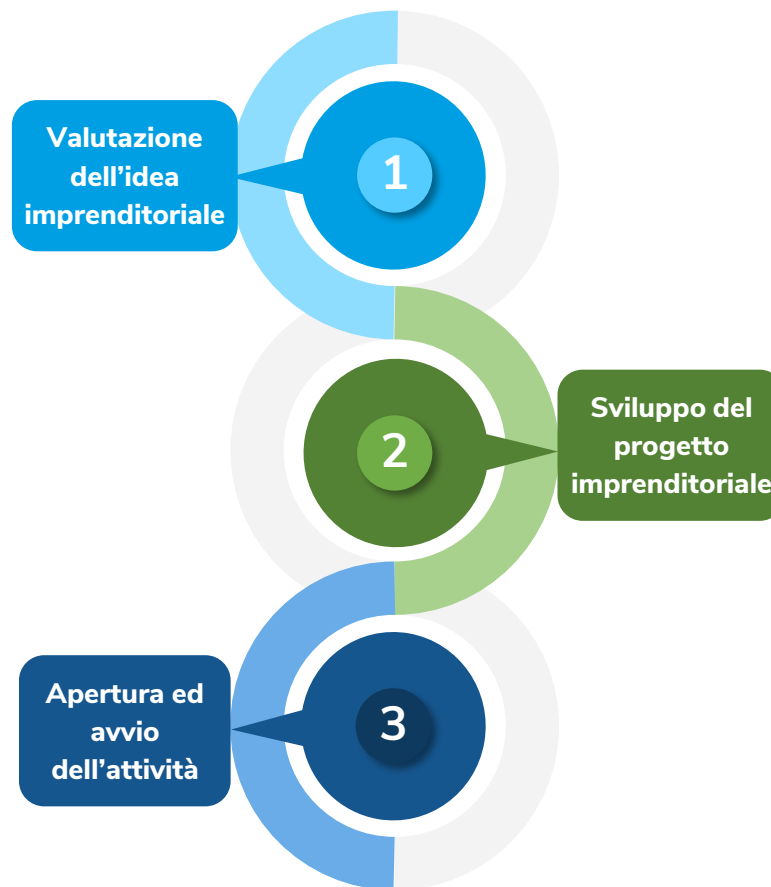 Valutazione
dell’idea
imprenditoriale
1
2
Sviluppo del
progetto
imprenditoriale
Apertura ed
avvio
dell’attività
3